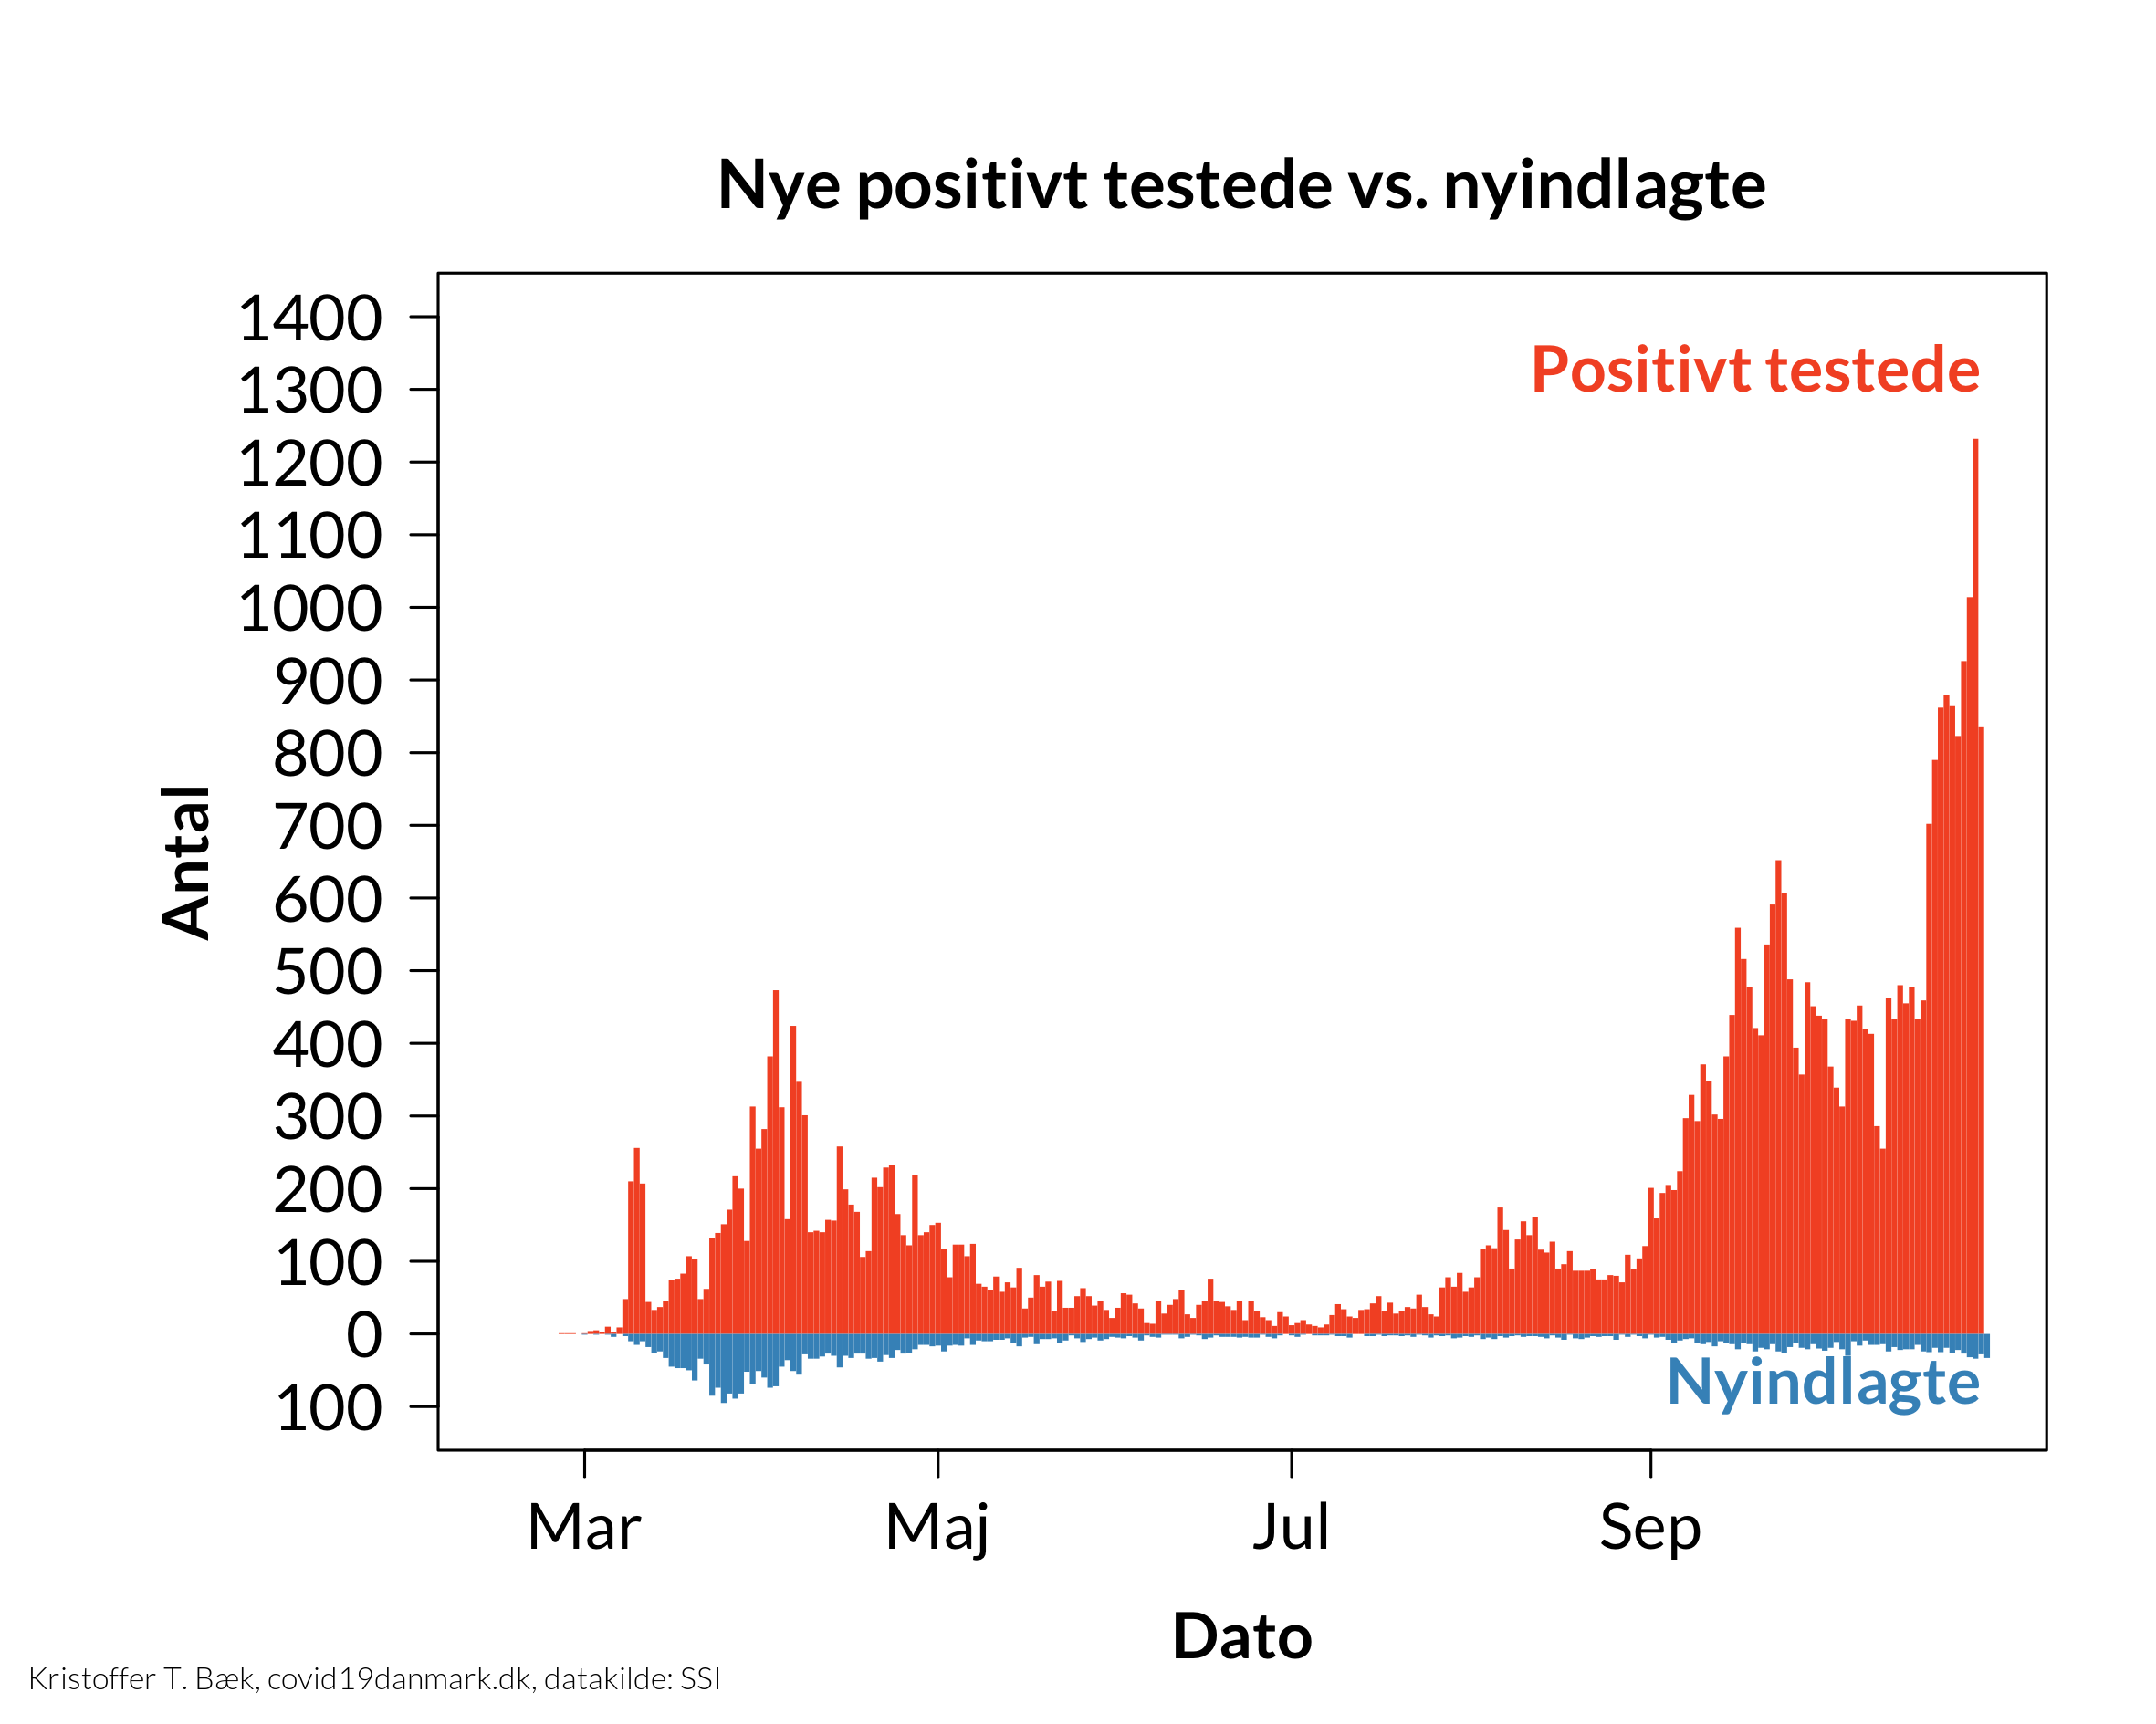 Nye positivt testede vs. nyindlagte
1400
1300
1200
1100
1000
900
800
700
600
500
400
300
200
100
0
100
Antal
Positivt testede
Nyindlagte
Mar Maj Jul Sep
Dato
Kristoffer T. Bæk, covid19danmark.dk, datakilde: SSI